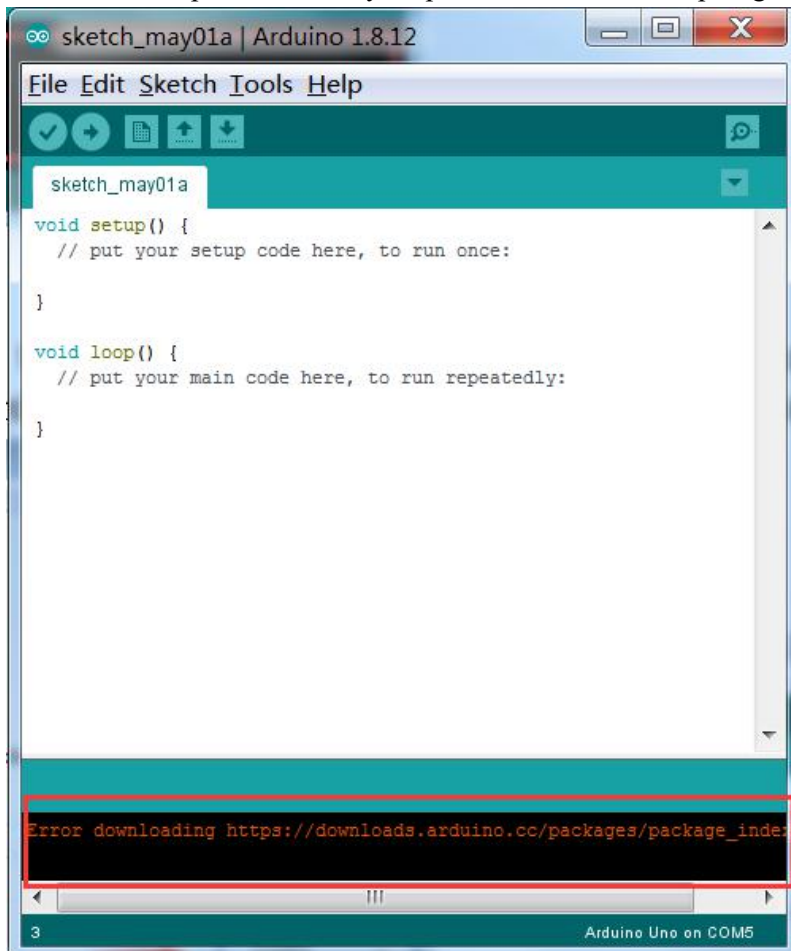 sketch_may01a | Arduino 1.8.12
File Edit Sketch Tools Help
sketch_may01a
void setup() {
// put your setup code here, to run once:
}
void loop() {
// put your main code here, to run repeatedly:
}
Error downloading https://downloads.arduino.cc/packages/package_index
3
Arduino Uno on COM5